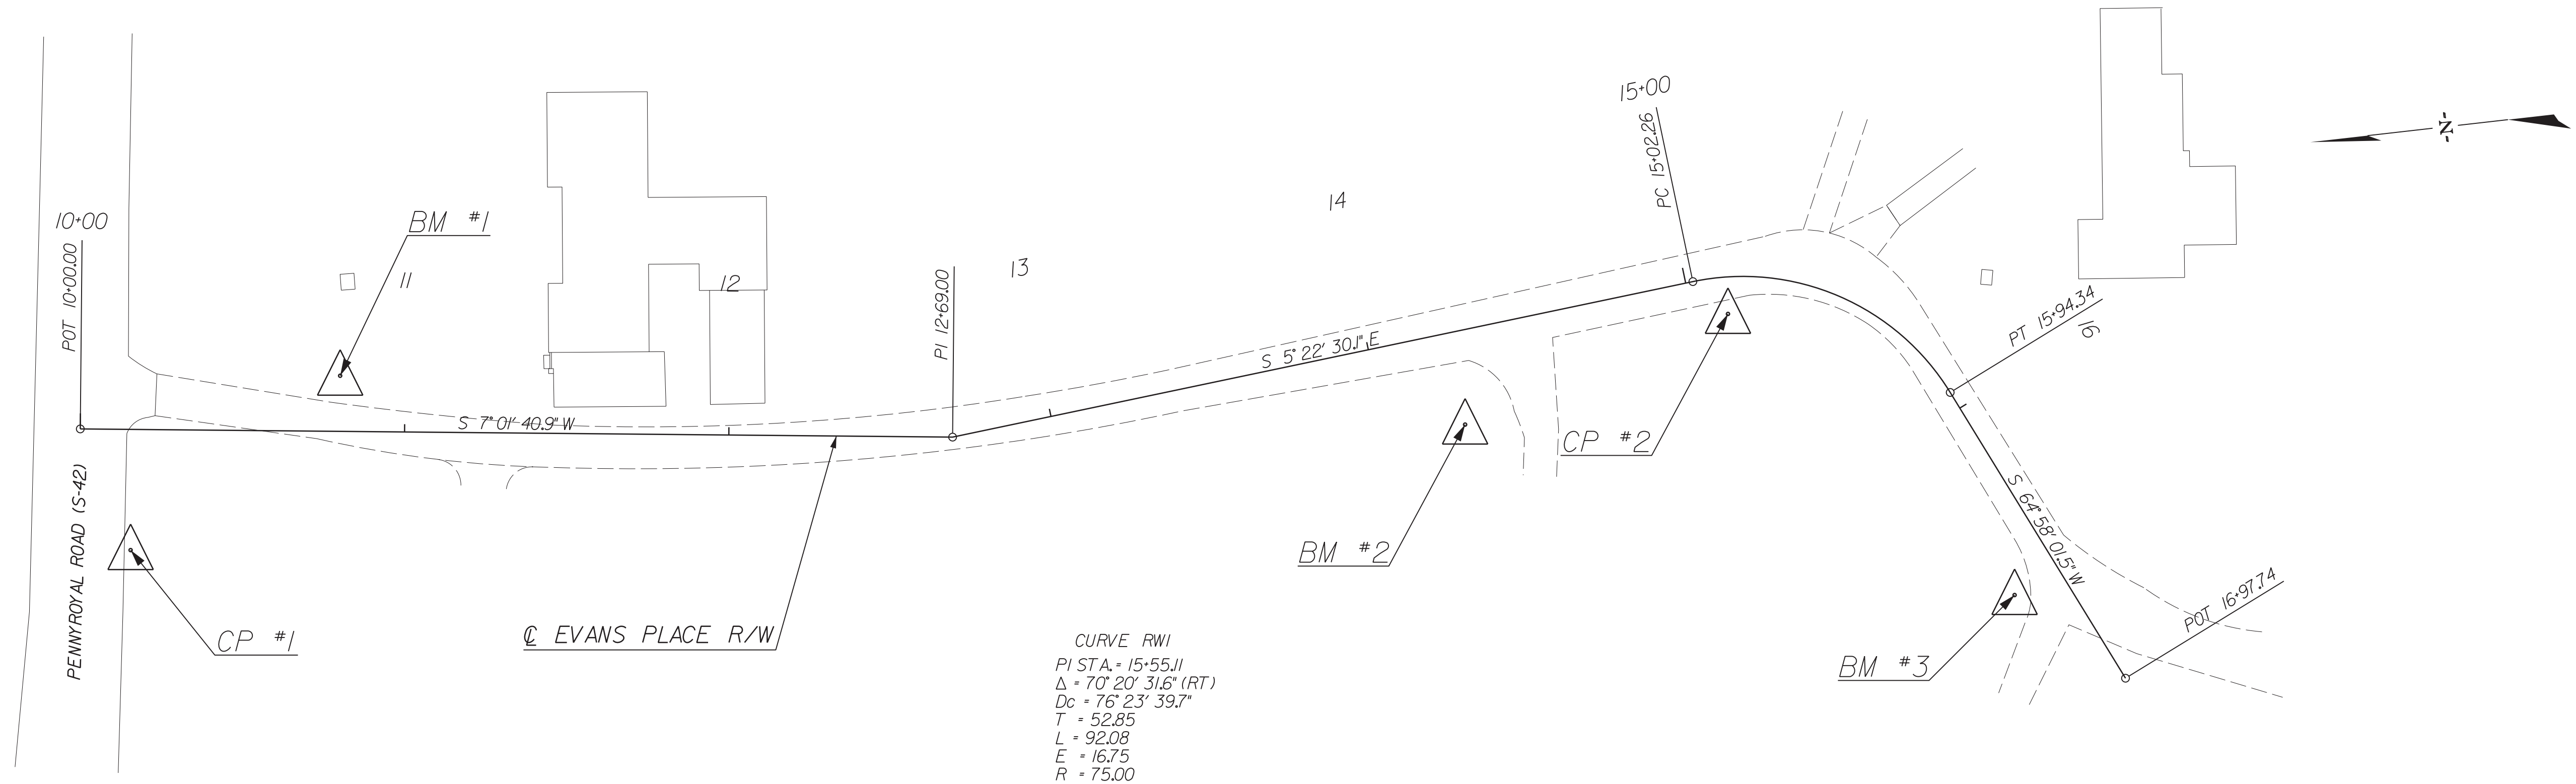 10+00
POT 10+00.00
BM #1
11
12
PI 12+69.00
13
14
15+00
PC 15+02.26
N
PT 15+94.34
16
S 7° 01' 40.9" W
S 5° 22' 30.1" E
CP #2
BM #2
S 64° 58' 01.5" W
POT 16+97.74
PENNYROYAL ROAD (S-42)
CP #1
℄ EVANS PLACE R/W
BM #3
CURVE RW1
PI STA. = 15+55.11
Δ = 70° 20' 31.6" (RT)
Dc = 76° 23' 39.7"
T = 52.85
L = 92.08
E = 16.75
R = 75.00